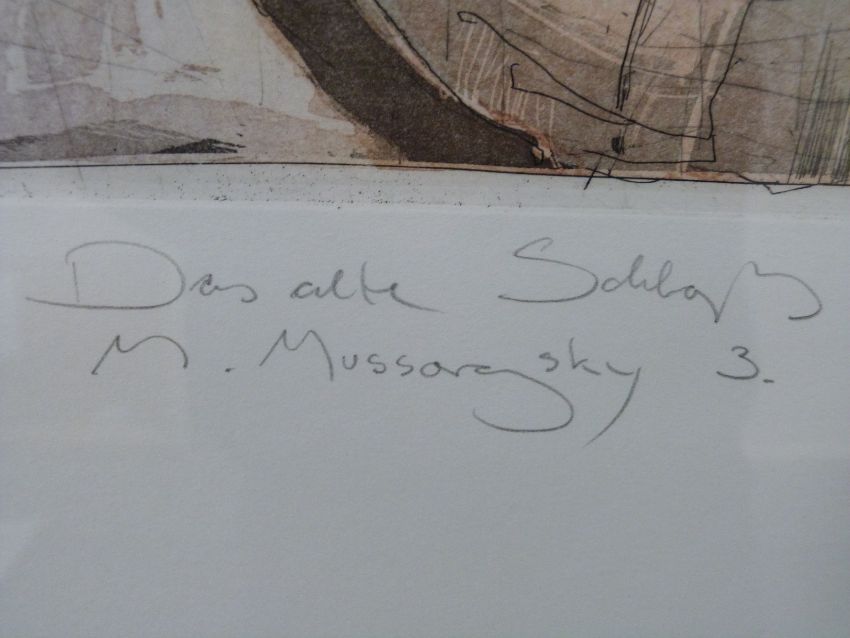 Das alte Schloß
M. Mussorgsky 3.